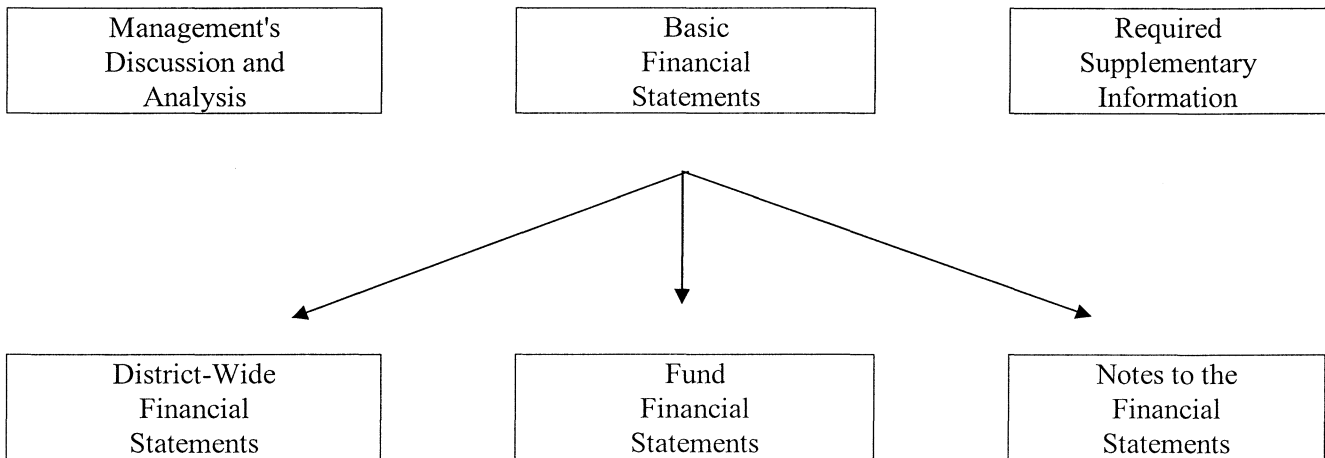 Management's
Discussion and
Analysis
Basic
Financial
Statements
Required
Supplementary
Information
District-Wide
Financial
Statements
Fund
Financial
Statements
Notes to the
Financial
Statements